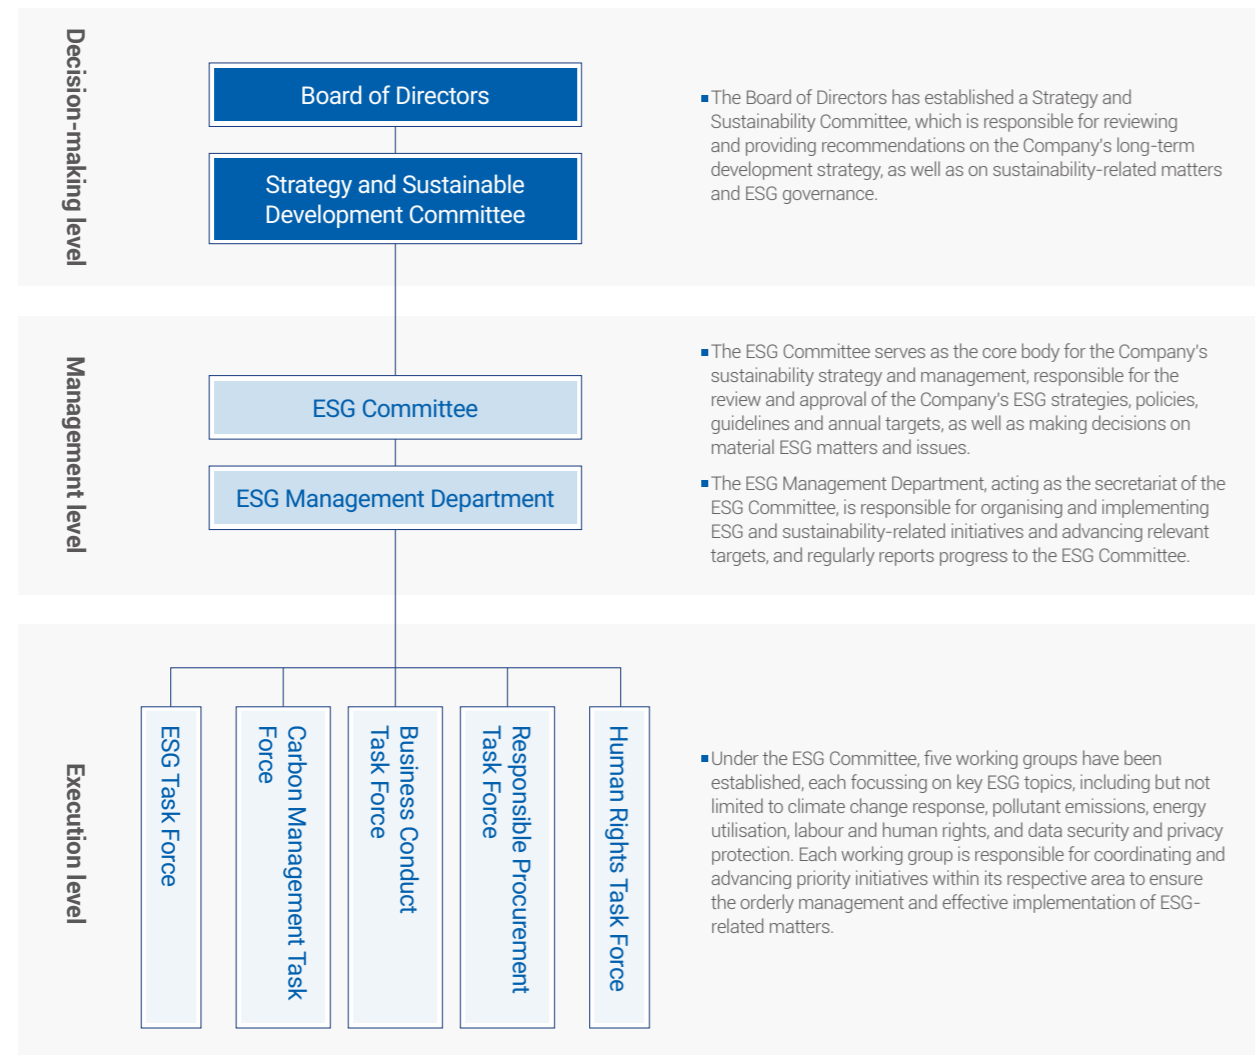 Decision-making level
Board of Directors
Strategy and Sustainable
Development Committee
The Board of Directors has established a Strategy and
Sustainability Committee, which is responsible for reviewing
and providing recommendations on the Company's long-term
development strategy, as well as on sustainability-related matters
and ESG governance.
Management level
ESG Committee
ESG Management Department
The ESG Committee serves as the core body for the Company's
sustainability strategy and management, responsible for the
review and approval of the Company's ESG strategies, policies,
guidelines and annual targets, as well as making decisions on
material ESG matters and issues.
The ESG Management Department, acting as the secretariat of the
ESG Committee, is responsible for organising and implementing
ESG and sustainability-related initiatives and advancing relevant
targets, and regularly reports progress to the ESG Committee.
Execution level
ESG Task Force
Carbon Management Task
Force
Business Conduct
Task Force
Responsible Procurement
Task Force
Human Rights Task Force
Under the ESG Committee, five working groups have been
established, each focussing on key ESG topics, including but not
limited to climate change response, pollutant emissions, energy
utilisation, labour and human rights, and data security and privacy
protection. Each working group is responsible for coordinating and
advancing priority initiatives within its respective area to ensure
the orderly management and effective implementation of ESG-
related matters.